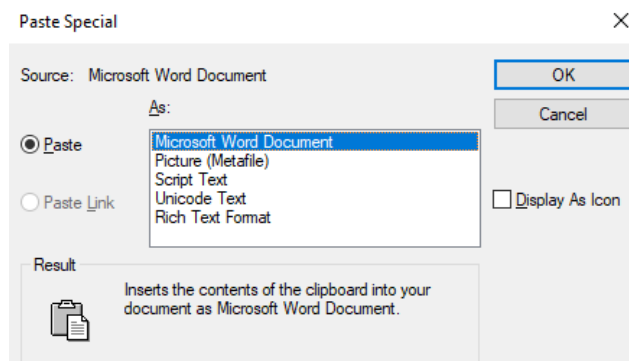 Paste Special
Source: Microsoft Word Document
OK
As:
Cancel
Paste
Microsoft Word Document
Picture (Metafile)
Script Text
Unicode Text
Rich Text Format
Paste Link
Display As Icon
Result
Inserts the contents of the clipboard into your
document as Microsoft Word Document.